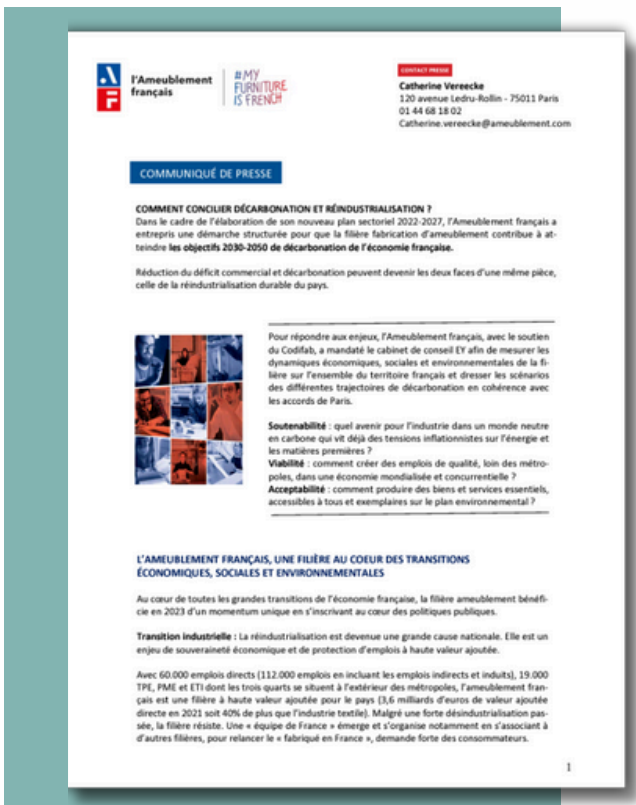 l'Ameublement
français
#MY
FURNITURE
IS FRENCH
CONTACT PRESSE
Catherine Vereecke
120 avenue Ledru-Rollin - 75011 Paris
01 44 68 18 02
Catherine.vereecke@ameublement.com
COMMUNIQUÉ DE PRESSE
COMMENT CONCILIER DÉCARBONATION ET RÉINDUSTRIALISATION ?
Dans le cadre de l'élaboration de son nouveau plan sectoriel 2022-2027, l'Ameublement français a
entrepris une démarche structurée pour que la filière fabrication d'ameublement contribue à at-
teindre les objectifs 2030-2050 de décarbonation de l'économie française.
Réduction du déficit commercial et décarbonation peuvent devenir les deux faces d'une même pièce,
celle de la réindustrialisation durable du pays.
Pour répondre aux enjeux, l'Ameublement français, avec le soutien
du Codifab, a mandaté le cabinet de conseil EY afin de mesurer les
dynamiques économiques, sociales et environnementales de la fi-
lière sur l'ensemble du territoire français et dresser les scénarios
des différentes trajectoires de décarbonation en cohérence avec
les accords de Paris.
Soutenabilité : quel avenir pour l'industrie dans un monde neutre
en carbone qui vit déjà des tensions inflationnistes sur l'énergie et
les matières premières ?
Viabilité : comment créer des emplois de qualité, loin des métro-
poles, dans une économie mondialisée et concurrentielle ?
Acceptabilité : comment produire des biens et services essentiels,
accessibles à tous et exemplaires sur le plan environnemental ?
L'AMEUBLEMENT FRANÇAIS, UNE FILIÈRE AU COEUR DES TRANSITIONS
ÉCONOMIQUES, SOCIALES ET ENVIRONNEMENTALES
Au cœur de toutes les grandes transitions de l'économie française, la filière ameublement bénéfi-
cie en 2023 d'un momentum unique en s'inscrivant au cœur des politiques publiques.
Transition industrielle : La réindustrialisation est devenue une grande cause nationale. Elle est un
enjeu de souveraineté économique et de protection d'emplois à haute valeur ajoutée.
Avec 60.000 emplois directs (112.000 emplois en incluant les emplois indirects et induits), 19.000
TPE, PME et ETI dont les trois quarts se situent à l'extérieur des métropoles, l'ameublement fran-
çais est une filière à haute valeur ajoutée pour le pays (3,6 milliards d'euros de valeur ajoutée
directe en 2021 soit 40% de plus que l'industrie textile). Malgré une forte désindustrialisation pas-
sée, la filière résiste. Une « équipe de France » émerge et s'organise notamment en s'associant à
d'autres filières, pour relancer le « fabriqué en France », demande forte des consommateurs.
1